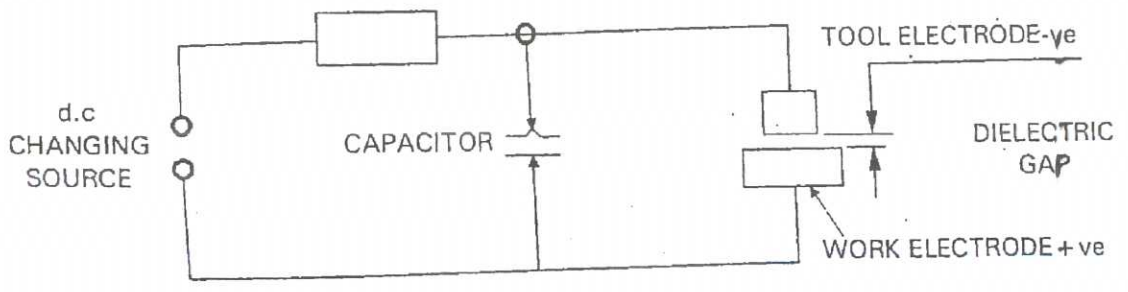 TOOL ELECTRODE-ve
d.c
CHANGING
SOURCE
CAPACITOR
DIELECTRIC
GAP
WORK ELECTRODE+ve